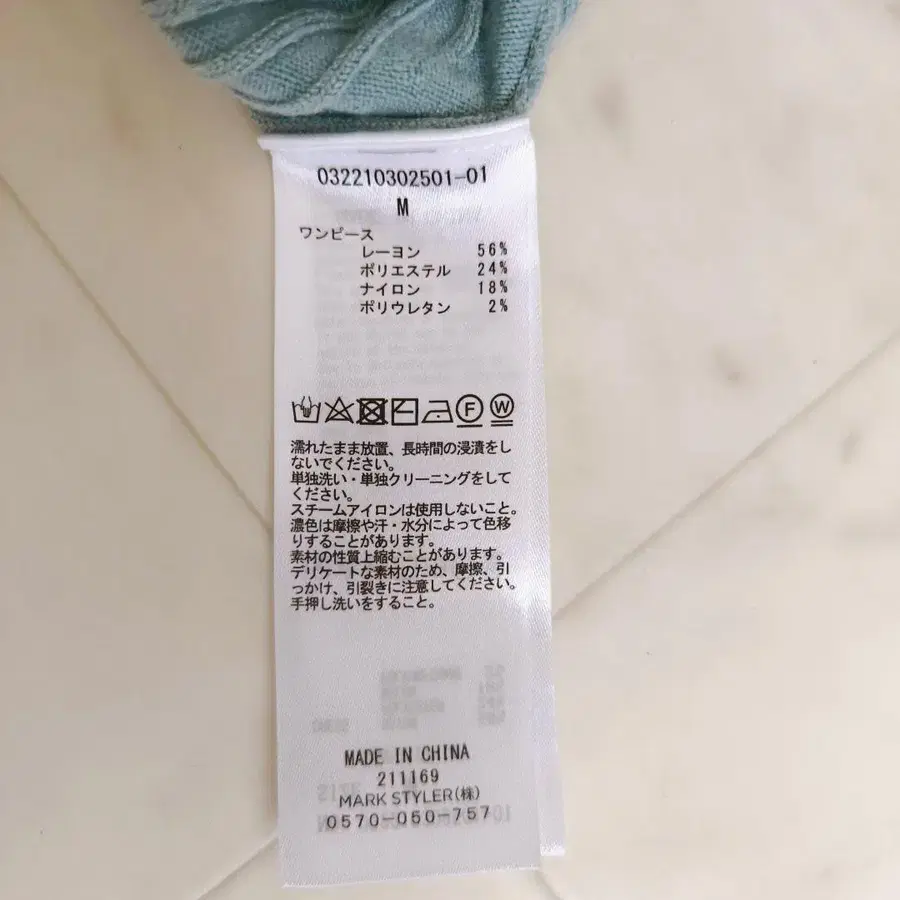 032210302501-01
M
ワンピース
レーヨン 56%
ポリエステル 24%
ナイロン 18%
ポリウレタン 2%
F W
濡れたまま放置、長時間の浸漬をし
ないでください。
単独洗い・単独クリーニングをして
ください。
スチームアイロンは使用しないこと。
濃色は摩擦や汗・水分によって色移
りすることがあります。
素材の性質上縮むことがあります。
デリケートな素材のため、摩擦、引
っかけ、引裂きに注意してください。
手押し洗いをすること。
MADE IN CHINA
211169
MARK STYLER(株)
0570-050-757